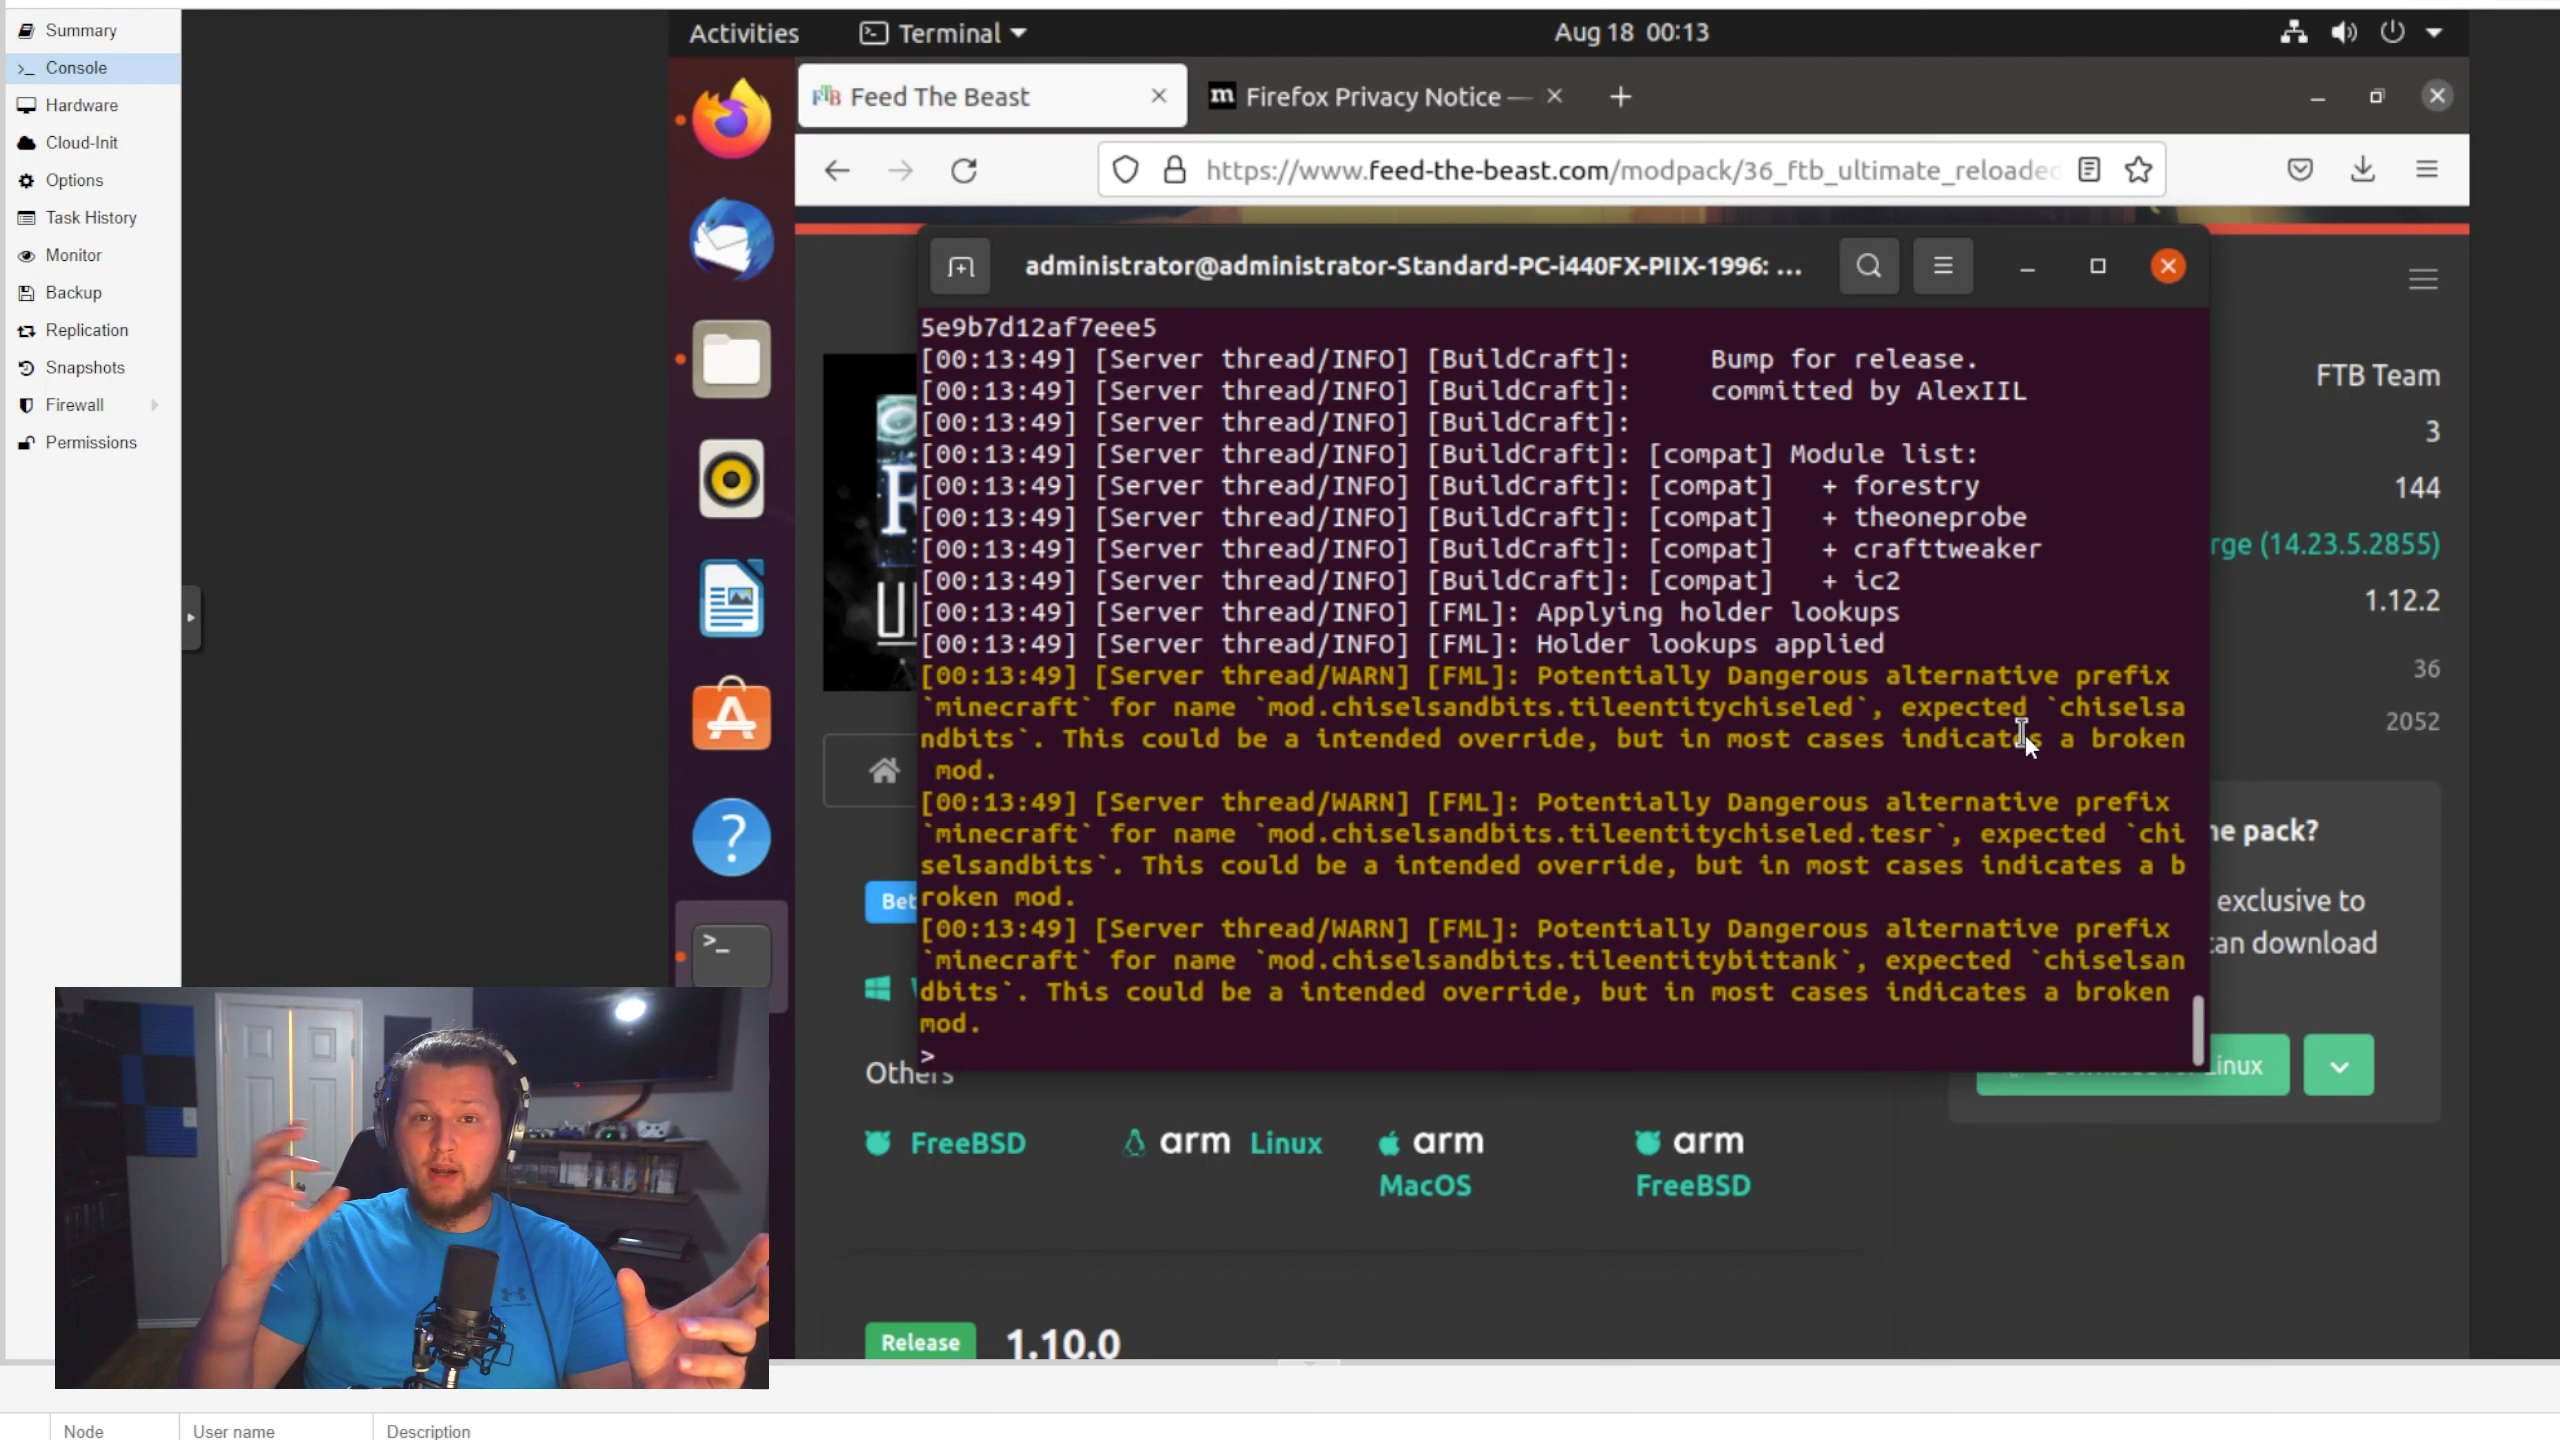 Summary
Console
Hardware
Cloud-Init
Options
Task History
Monitor
Backup
Replication
Snapshots
Firewall
Permissions
Activities
Terminal
Aug 18 00:13
Feed The Beast
Firefox Privacy Notice —
https://www.feed-the-beast.com/modpack/36_ftb_ultimate_reloaded
administrator@administrator-Standard-PC-i440FX-PIIX-1996: ...
5e9b7d12af7eee5
[00:13:49] [Server thread/INFO] [BuildCraft]:     Bump for release.
[00:13:49] [Server thread/INFO] [BuildCraft]:     committed by AlexIIL
[00:13:49] [Server thread/INFO] [BuildCraft]:
[00:13:49] [Server thread/INFO] [BuildCraft]: [compat] Module list:
[00:13:49] [Server thread/INFO] [BuildCraft]: [compat]   + forestry
[00:13:49] [Server thread/INFO] [BuildCraft]: [compat]   + theoneprobe
[00:13:49] [Server thread/INFO] [BuildCraft]: [compat]   + crafttweaker
[00:13:49] [Server thread/INFO] [BuildCraft]: [compat]   + ic2
[00:13:49] [Server thread/INFO] [FML]: Applying holder lookups
[00:13:49] [Server thread/INFO] [FML]: Holder lookups applied
[00:13:49] [Server thread/WARN] [FML]: Potentially Dangerous alternative prefix
`minecraft` for name `mod.chiselsandbits.tileentitychiseled`, expected `chiselsa
ndbits`. This could be a intended override, but in most cases indicates a broken
mod.
[00:13:49] [Server thread/WARN] [FML]: Potentially Dangerous alternative prefix
`minecraft` for name `mod.chiselsandbits.tileentitychiseled.tesr`, expected `chi
selsandbits`. This could be a intended override, but in most cases indicates a b
roken mod.
[00:13:49] [Server thread/WARN] [FML]: Potentially Dangerous alternative prefix
`minecraft` for name `mod.chiselsandbits.tileentitybittank`, expected `chiselsan
dbits`. This could be a intended override, but in most cases indicates a broken
mod.
>
FTB Team
3
144
rge (14.23.5.2855)
1.12.2
36
2052
he pack?
exclusive to
can download
Linux
Bet
Others
FreeBSD
arm Linux
arm
MacOS
arm
FreeBSD
Release
1.10.0
Node
User name
Description